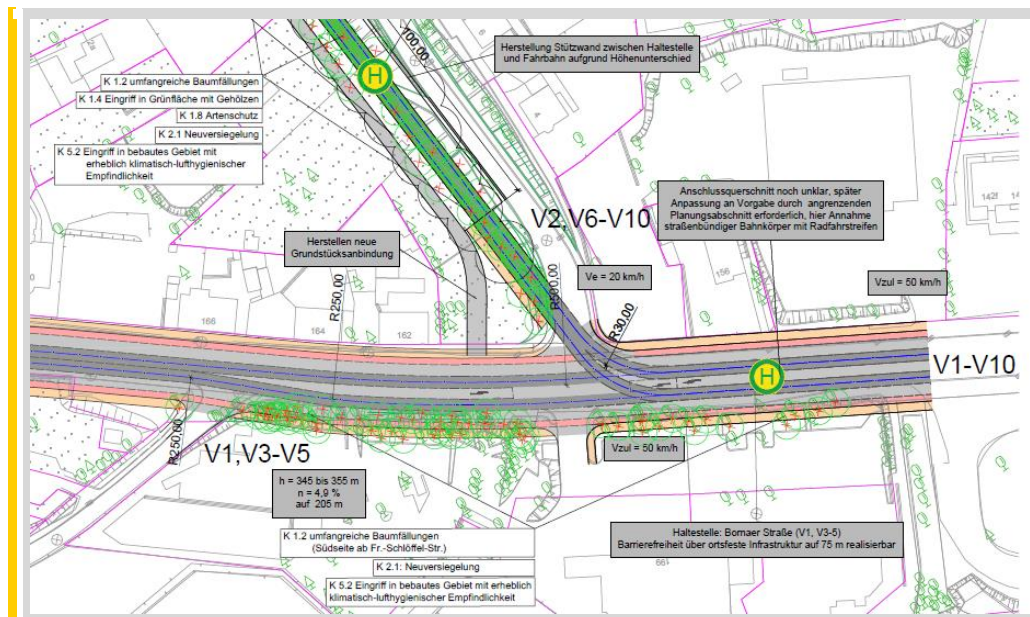 100,00
Herstellung Stützwand zwischen Haltestelle
und Fahrbahn aufgrund Höhenunterschied
H
K 1.2 umfangreiche Baumfällungen
K 1.4 Eingriff in Grünfläche mit Gehölzen
K 1.8 Artenschutz
K 2.1 Neuversiegelung
K 5.2 Eingriff in bebautes Gebiet mit
erheblich klimatisch-lufthygienischer
Empfindlichkeit
Anschlussquerschnitt noch unklar, später
Anpassung an Vorgabe durch angrenzenden
Planungsabschnitt erforderlich, hier Annahme
straßenbündiger Bahnkörper mit Radfahrstreifen
142f
V2,V6-V10
Herstellen neue
Grundstücksanbindung
Ve = 20 km/h
156
Vzul = 50 km/h
R250,00
R500,00
R30,00
166
164
162
H
V1-V10
R250,00
V1,V3-V5
Vzul = 50 km/h
h = 345 bis 355 m
n = 4,9 %
auf 205 m
K 1.2 umfangreiche Baumfällungen
(Südseite ab Fr.-Schlöffel-Str.)
K 2.1: Neuversiegelung
K 5.2 Eingriff in bebautes Gebiet mit erheblich
klimatisch-lufthygienischer Empfindlichkeit
Haltestelle: Bornaer Straße (V1, V3-5)
Barrierefreiheit über ortsfeste Infrastruktur auf 75 m realisierbar
199